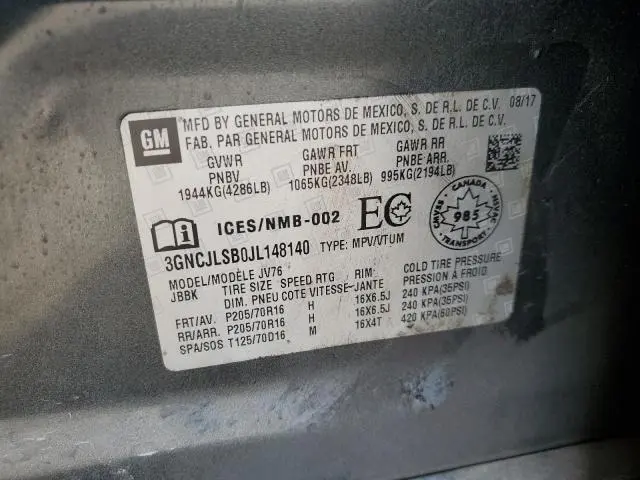 GM
MFD BY GENERAL MOTORS DE MEXICO, S. DE R.L. DE C.V. 08/17
FAB. PAR GENERAL MOTORS DE MEXICO, S. DE R.L. DE C.V.
GVWR GAWR FRT GAWR RR
PNBV PNBE AV. PNBE ARR.
1944KG(4286LB) 1065KG(2348LB) 995KG(2194LB)
i ICES/NMB-002 EC
CANADA
CMVSS 985 NSVAC
TRANSPORT
3GNCJLSB0JL148140 TYPE: MPV/VTUM
MODEL/MODÈLE JV76
JBBK TIRE SIZE SPEED RTG RIM COLD TIRE PRESSURE
DIM. PNEU COTE VITESSE JANTE PRESSION À FROID
FRT/AV. P205/70R16 H 16X6.5J 240 KPA(35PSI)
RR/ARR. P205/70R16 H 16X6.5J 240 KPA(35PSI)
SPA/SOS T125/70D16 M 16X4T 420 KPA(60PSI)